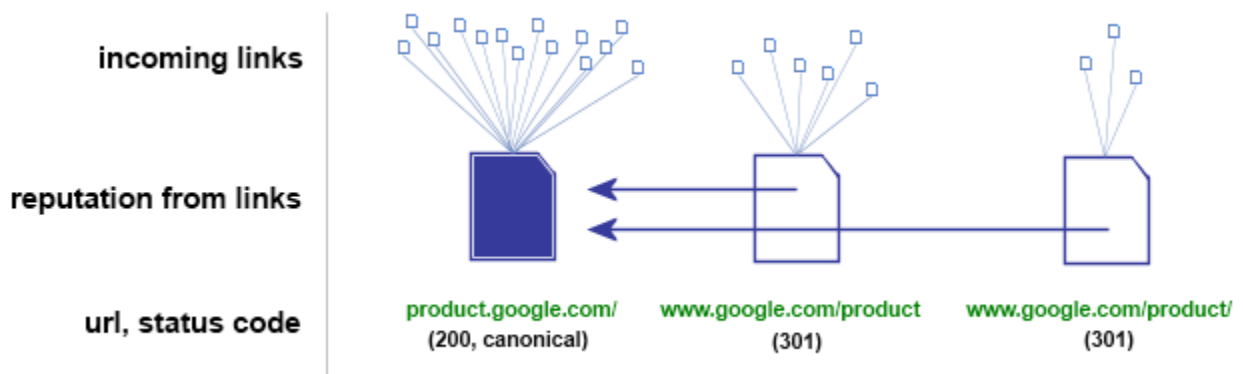 incoming links
reputation from links
url, status code
product.google.com/ www.google.com/product www.google.com/product/
(200, canonical) (301) (301)